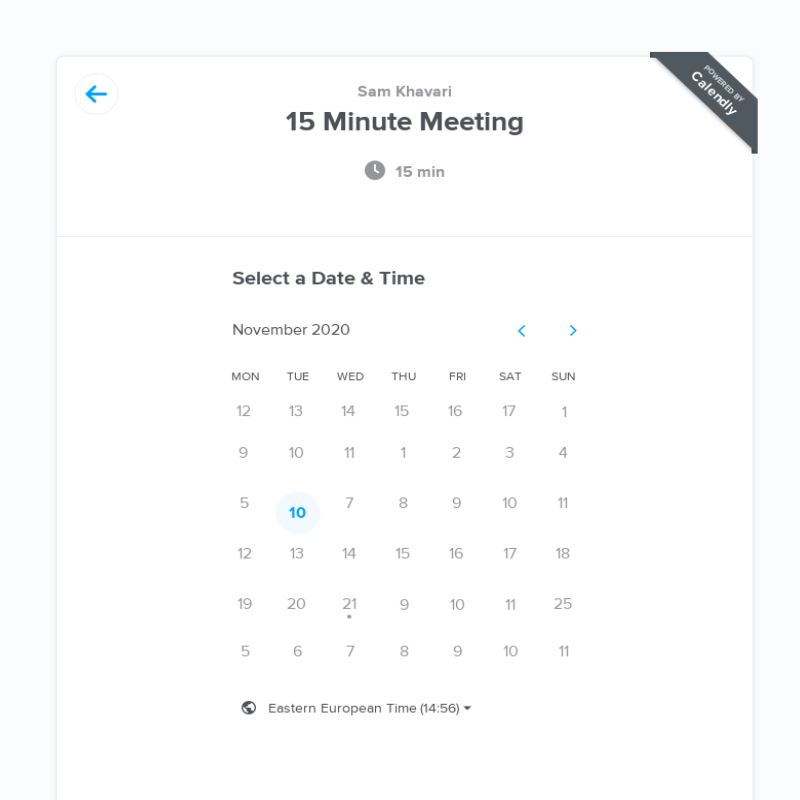 POWERED BY
Calendly
Sam Khavari
15 Minute Meeting
15 min
Select a Date & Time
November 2020
MON TUE WED THU FRI SAT SUN
12 13 14 15 16 17 1
9 10 11 1 2 3 4
5 10 7 8 9 10 11
12 13 14 15 16 17 18
19 20 21 9 10 11 25
5 6 7 8 9 10 11
Eastern European Time (14:56)